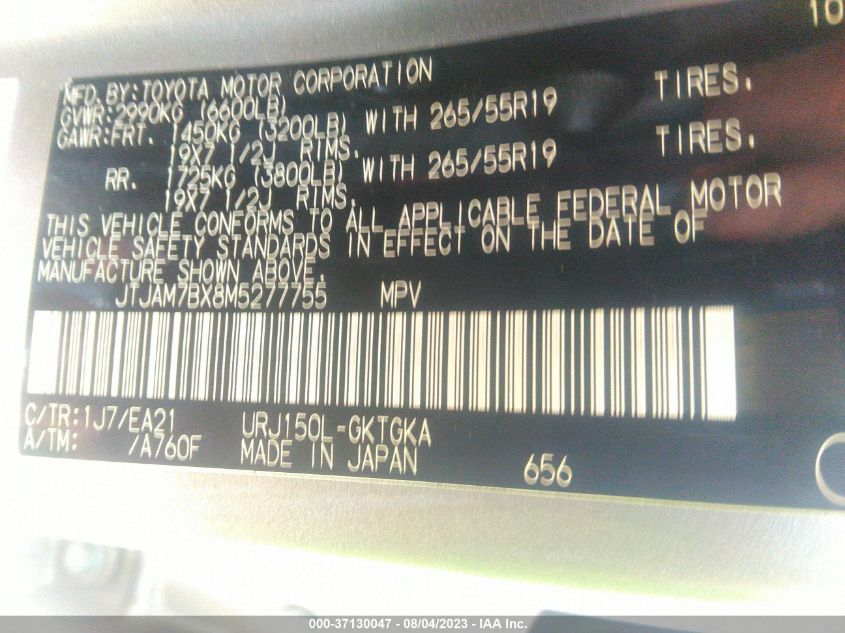 10
MFD. BY: TOYOTA MOTOR CORPORATION
GVWR: 2990KG (6600LB)
GAWR: FRT. 1450KG (3200LB) WITH 265/55R19 TIRES.
19X7 1/2J RIMS.
RR. 1725KG (3800LB) WITH 265/55R19 TIRES.
19X7 1/2J RIMS.
THIS VEHICLE CONFORMS TO ALL APPLICABLE FEDERAL MOTOR
VEHICLE SAFETY STANDARDS IN EFFECT ON THE DATE OF
MANUFACTURE SHOWN ABOVE.
JTJAM7BX8M5277755 MPV
C/TR: 1J7/EA21 URJ150L-GKTGKA
A/TM: /A760F MADE IN JAPAN 656
000-37130047 - 08/04/2023 - IAA Inc.